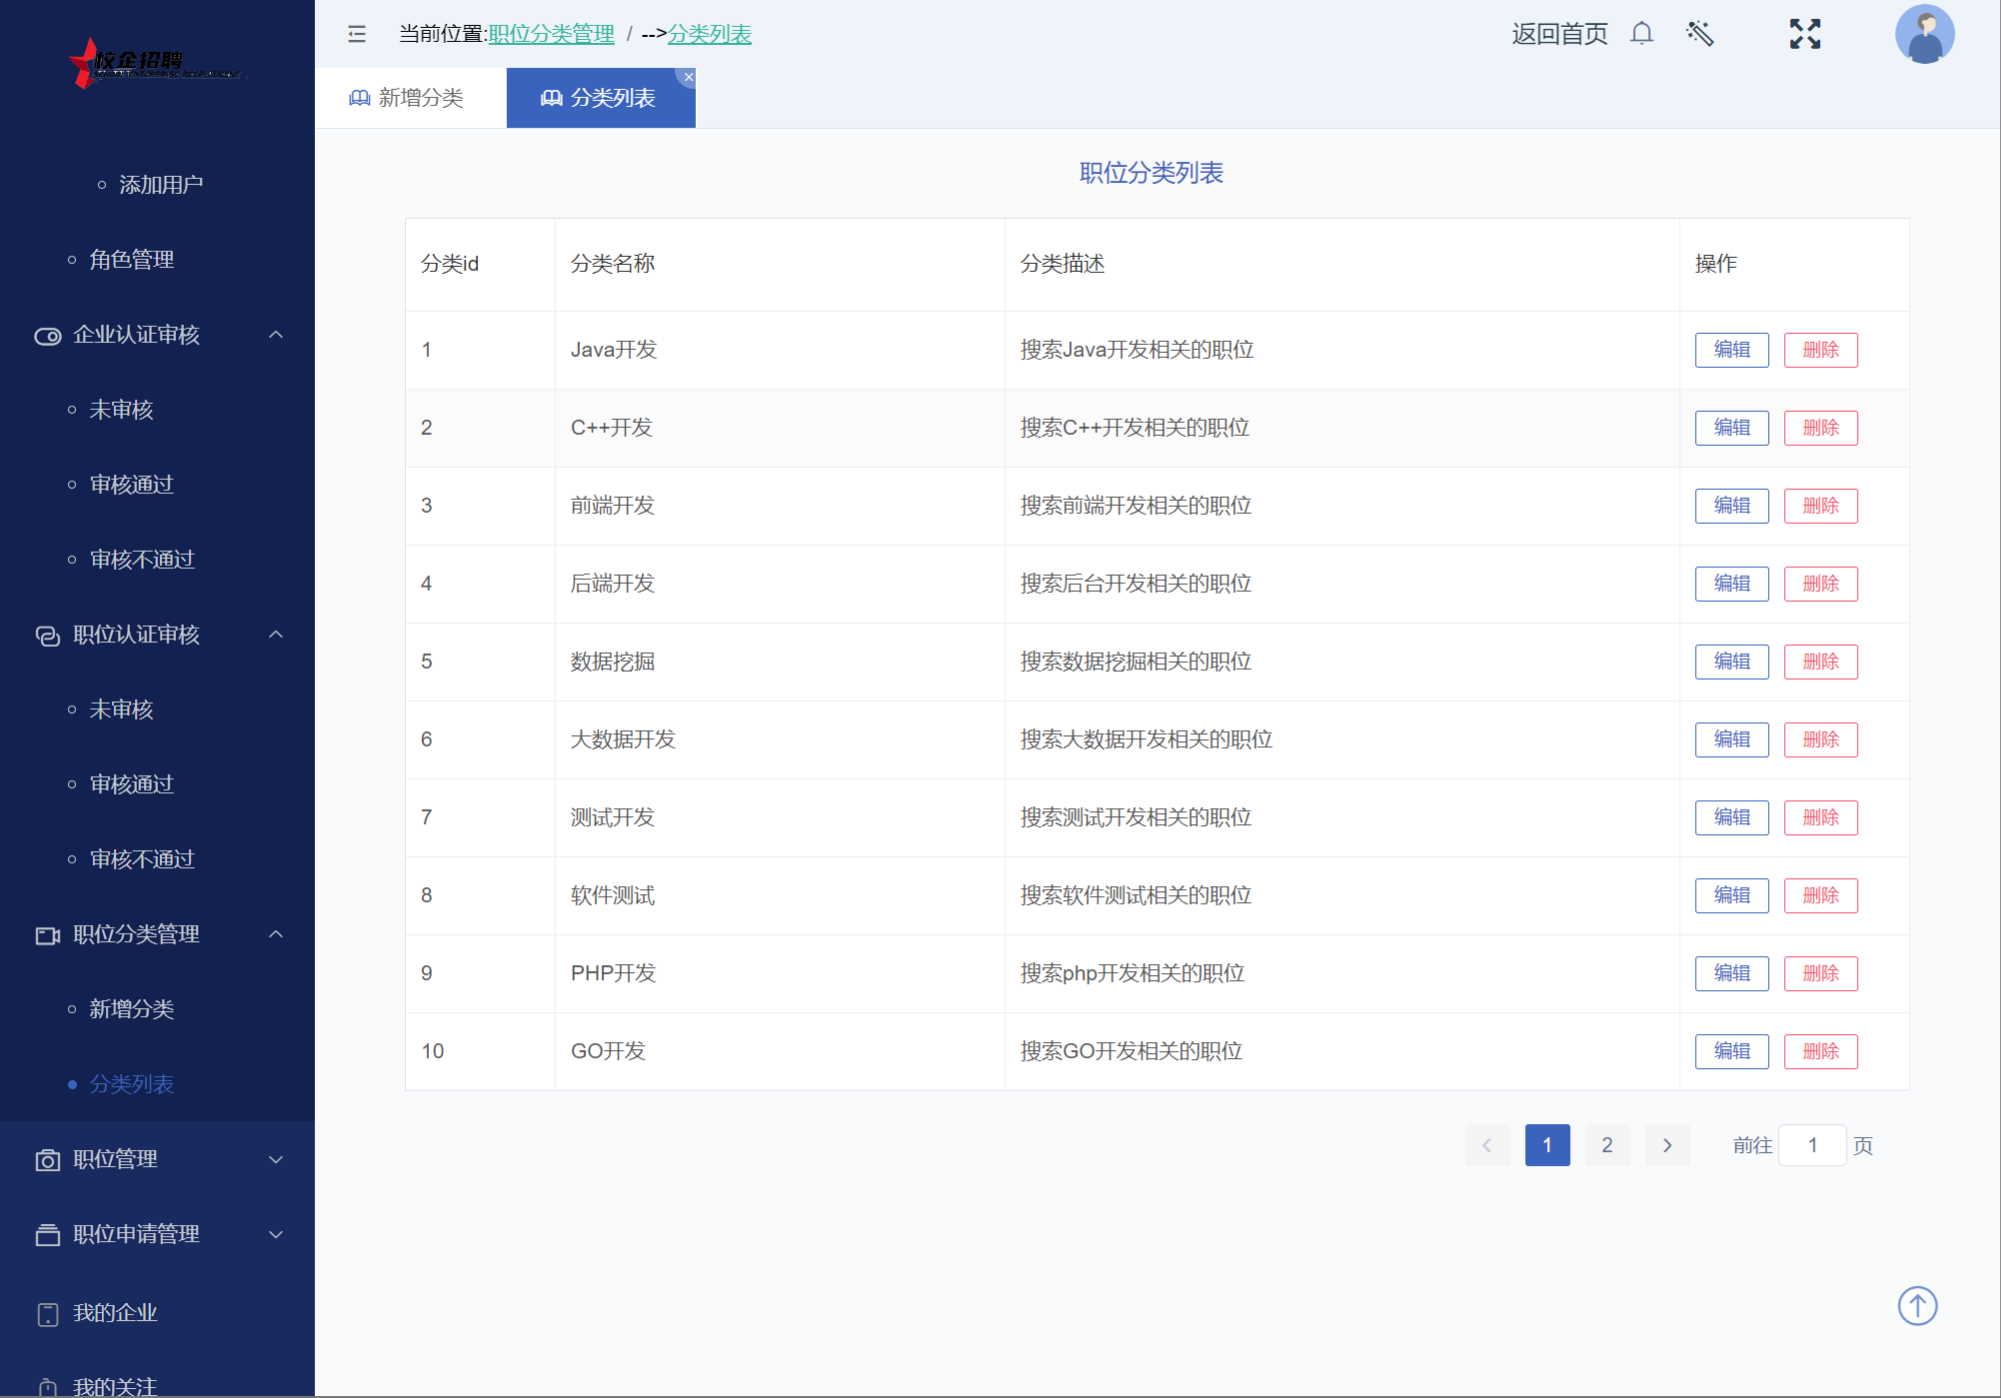 校企招聘
当前位置:职位分类管理 / -->分类列表
返回首页
新增分类
分类列表
添加用户
角色管理
企业认证审核
未审核
审核通过
审核不通过
职位认证审核
未审核
审核通过
审核不通过
职位分类管理
新增分类
分类列表
职位管理
职位申请管理
我的企业
我的关注
职位分类列表
分类id 分类名称 分类描述 操作
1 Java开发 搜索Java开发相关的职位 编辑 删除
2 C++开发 搜索C++开发相关的职位 编辑 删除
3 前端开发 搜索前端开发相关的职位 编辑 删除
4 后端开发 搜索后台开发相关的职位 编辑 删除
5 数据挖掘 搜索数据挖掘相关的职位 编辑 删除
6 大数据开发 搜索大数据开发相关的职位 编辑 删除
7 测试开发 搜索测试开发相关的职位 编辑 删除
8 软件测试 搜索软件测试相关的职位 编辑 删除
9 PHP开发 搜索php开发相关的职位 编辑 删除
10 GO开发 搜索GO开发相关的职位 编辑 删除
1 2 前往 1 页